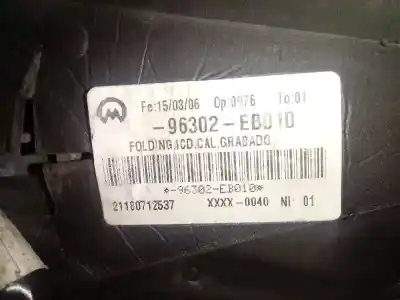 Fe:15/03/06 Op:0976 To:01
-96302-EB010
FOLDING,ICD,CAL,GRABADO
*-96302-EB010*
21180712537 XXXX-0040 NI: 01